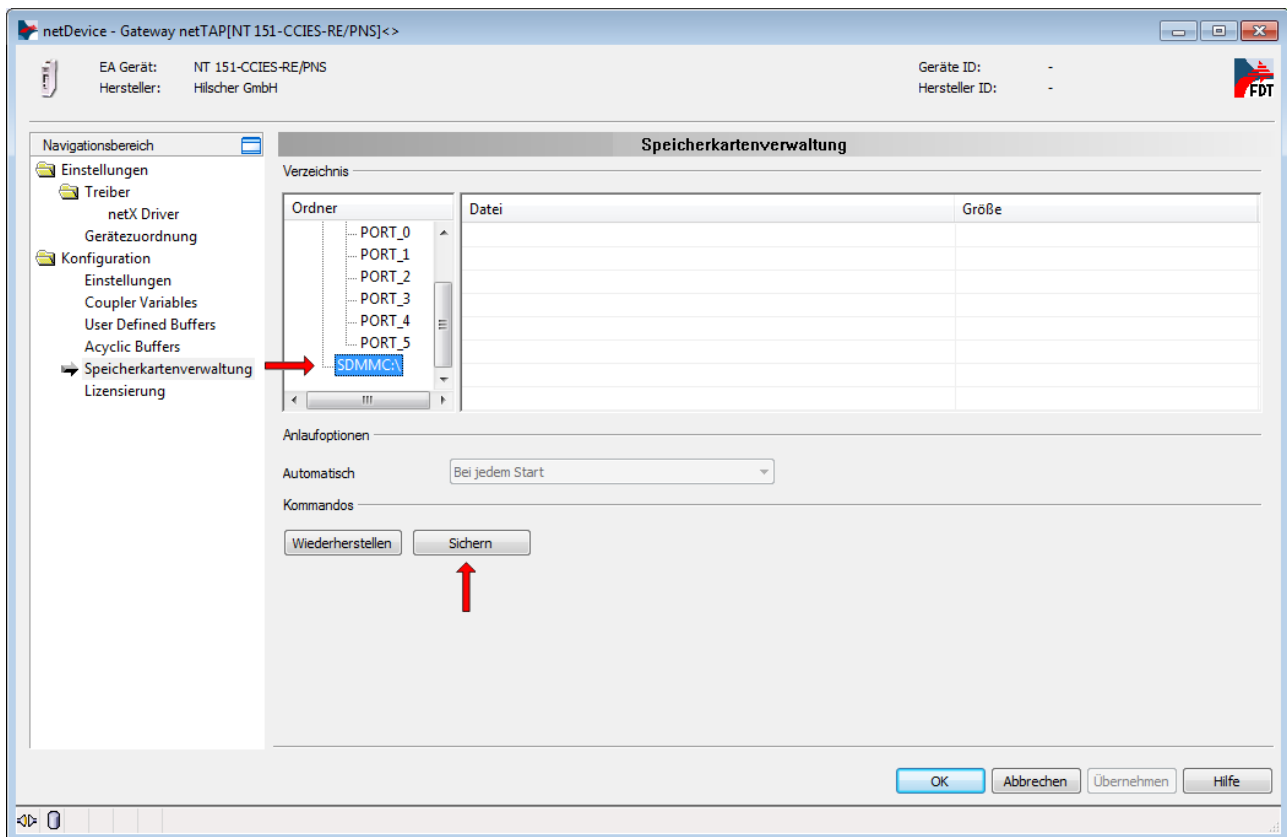 netDevice - Gateway netTAP[NT 151-CCIES-RE/PNS]<>
EA Gerät: NT 151-CCIES-RE/PNS
Hersteller: Hilscher GmbH
Geräte ID: -
Hersteller ID: -
FDT
Navigationsbereich
Einstellungen
Treiber
netX Driver
Gerätezuordnung
Konfiguration
Einstellungen
Coupler Variables
User Defined Buffers
Acyclic Buffers
Speicherkartenverwaltung
Lizensierung
Speicherkartenverwaltung
Verzeichnis
Ordner
PORT_0
PORT_1
PORT_2
PORT_3
PORT_4
PORT_5
SDMMC:\
Datei Größe
Anlaufoptionen
Automatisch Bei jedem Start
Kommandos
Wiederherstellen Sichern
OK Abbrechen Übernehmen Hilfe